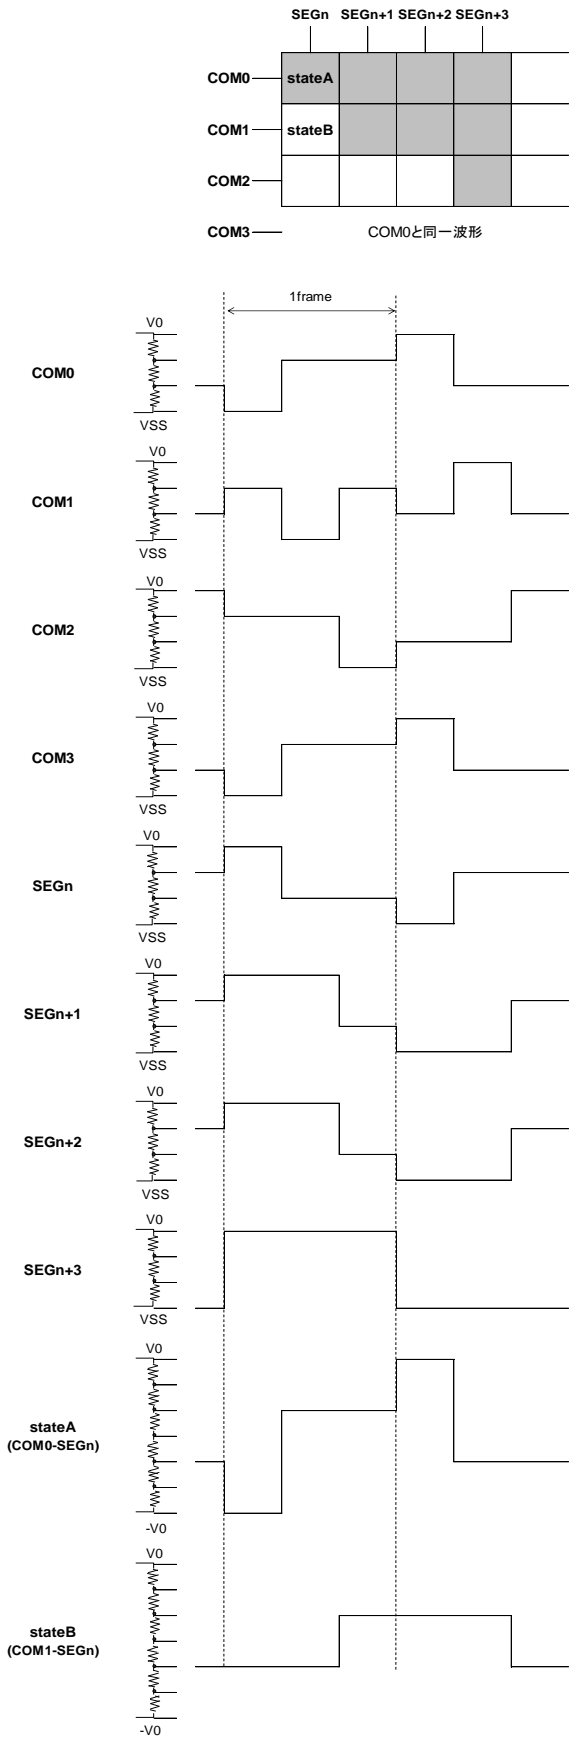 SEGn SEGn+1 SEGn+2 SEGn+3
COM0 stateA
COM1 stateB
COM2
COM3 COM0と同一波形
1frame
V0
COM0
VSS
V0
COM1
VSS
V0
COM2
VSS
V0
COM3
VSS
V0
SEGn
VSS
V0
SEGn+1
VSS
V0
SEGn+2
VSS
V0
SEGn+3
VSS
V0
stateA
(COM0-SEGn)
-V0
V0
stateB
(COM1-SEGn)
-V0